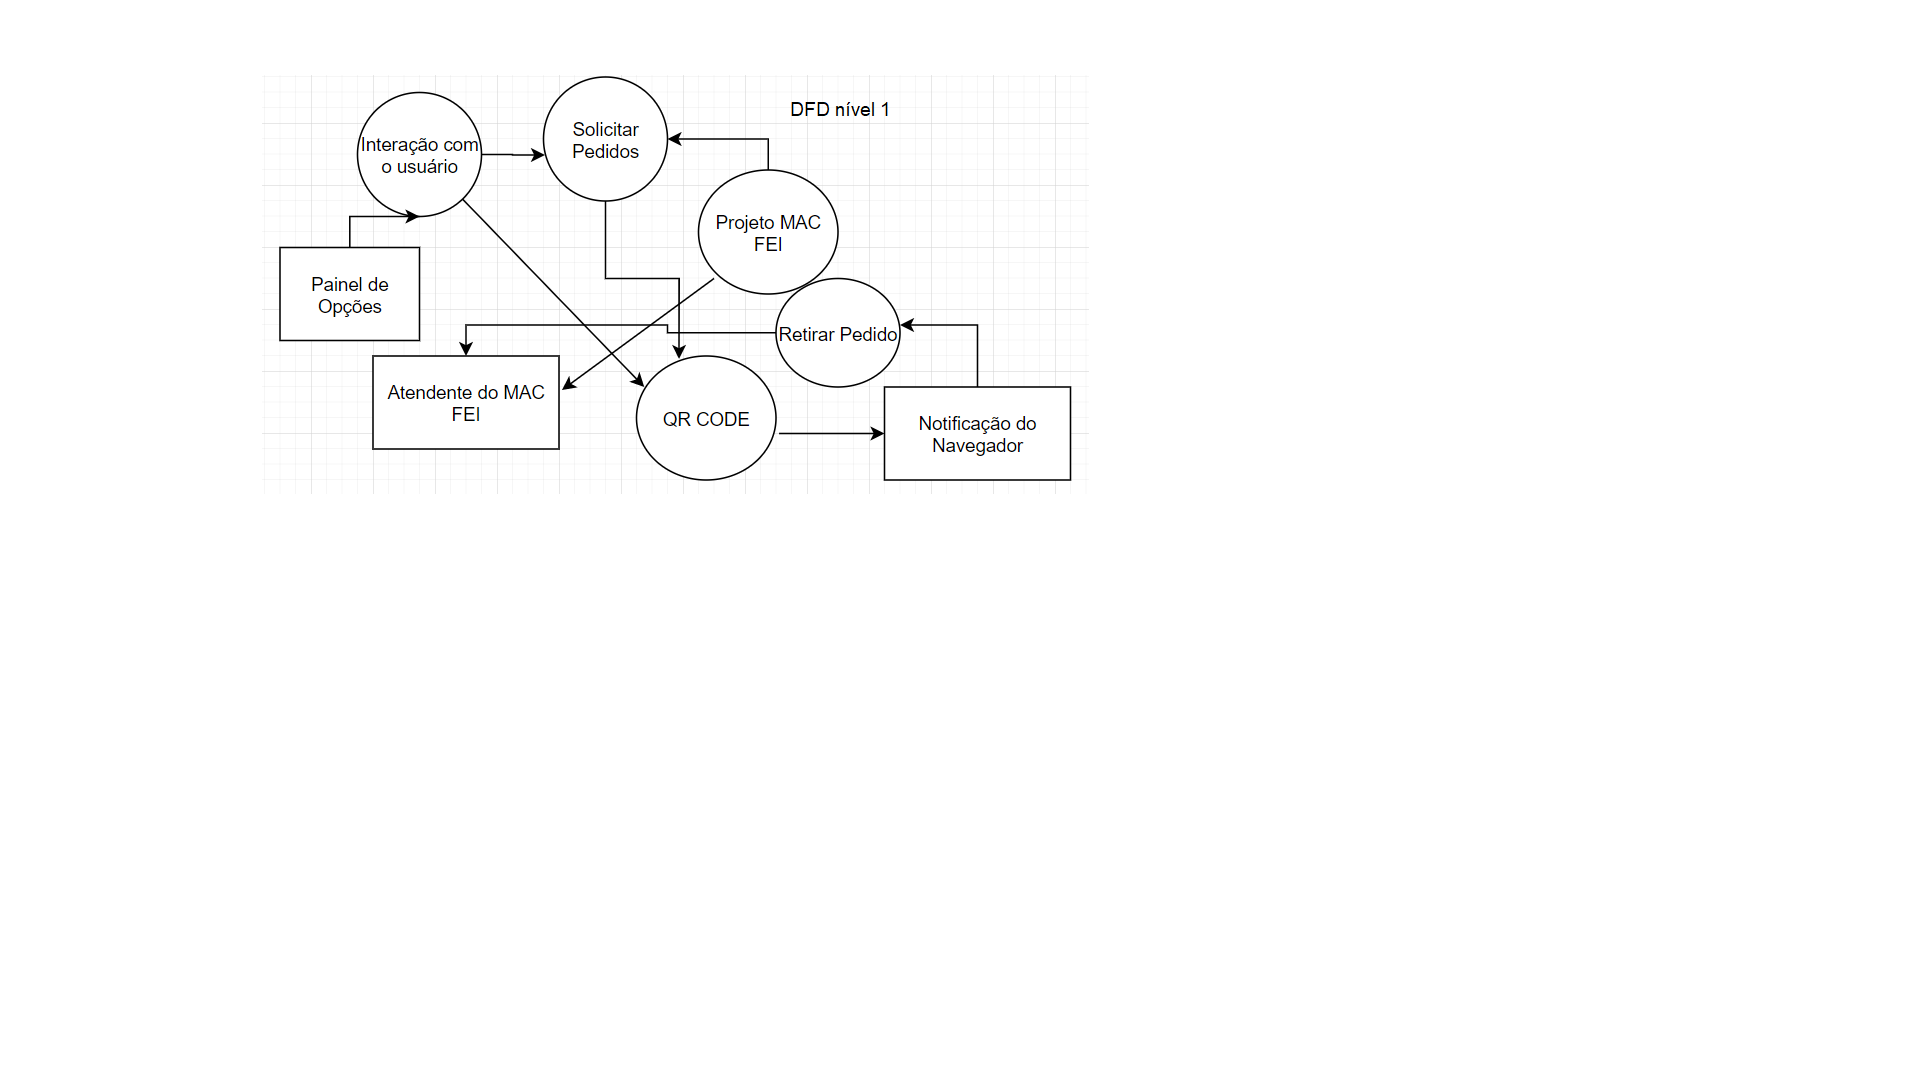 DFD nível 1
Interação com
o usuário
Solicitar
Pedidos
Projeto MAC
FEI
Painel de
Opções
Retirar Pedido
Atendente do MAC
FEI
QR CODE
Notificação do
Navegador